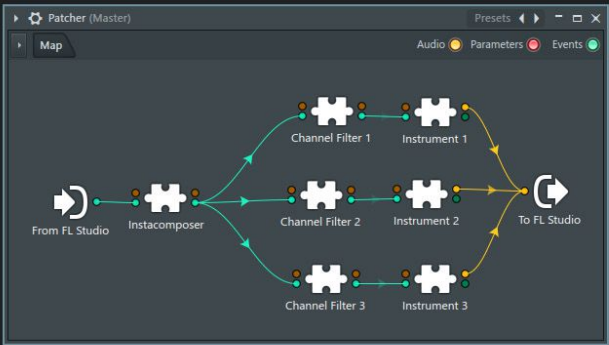 Patcher (Master) Presets
Map Audio Parameters Events
Channel Filter 1 Instrument 1
From FL Studio Instacomposer Channel Filter 2 Instrument 2 To FL Studio
Channel Filter 3 Instrument 3